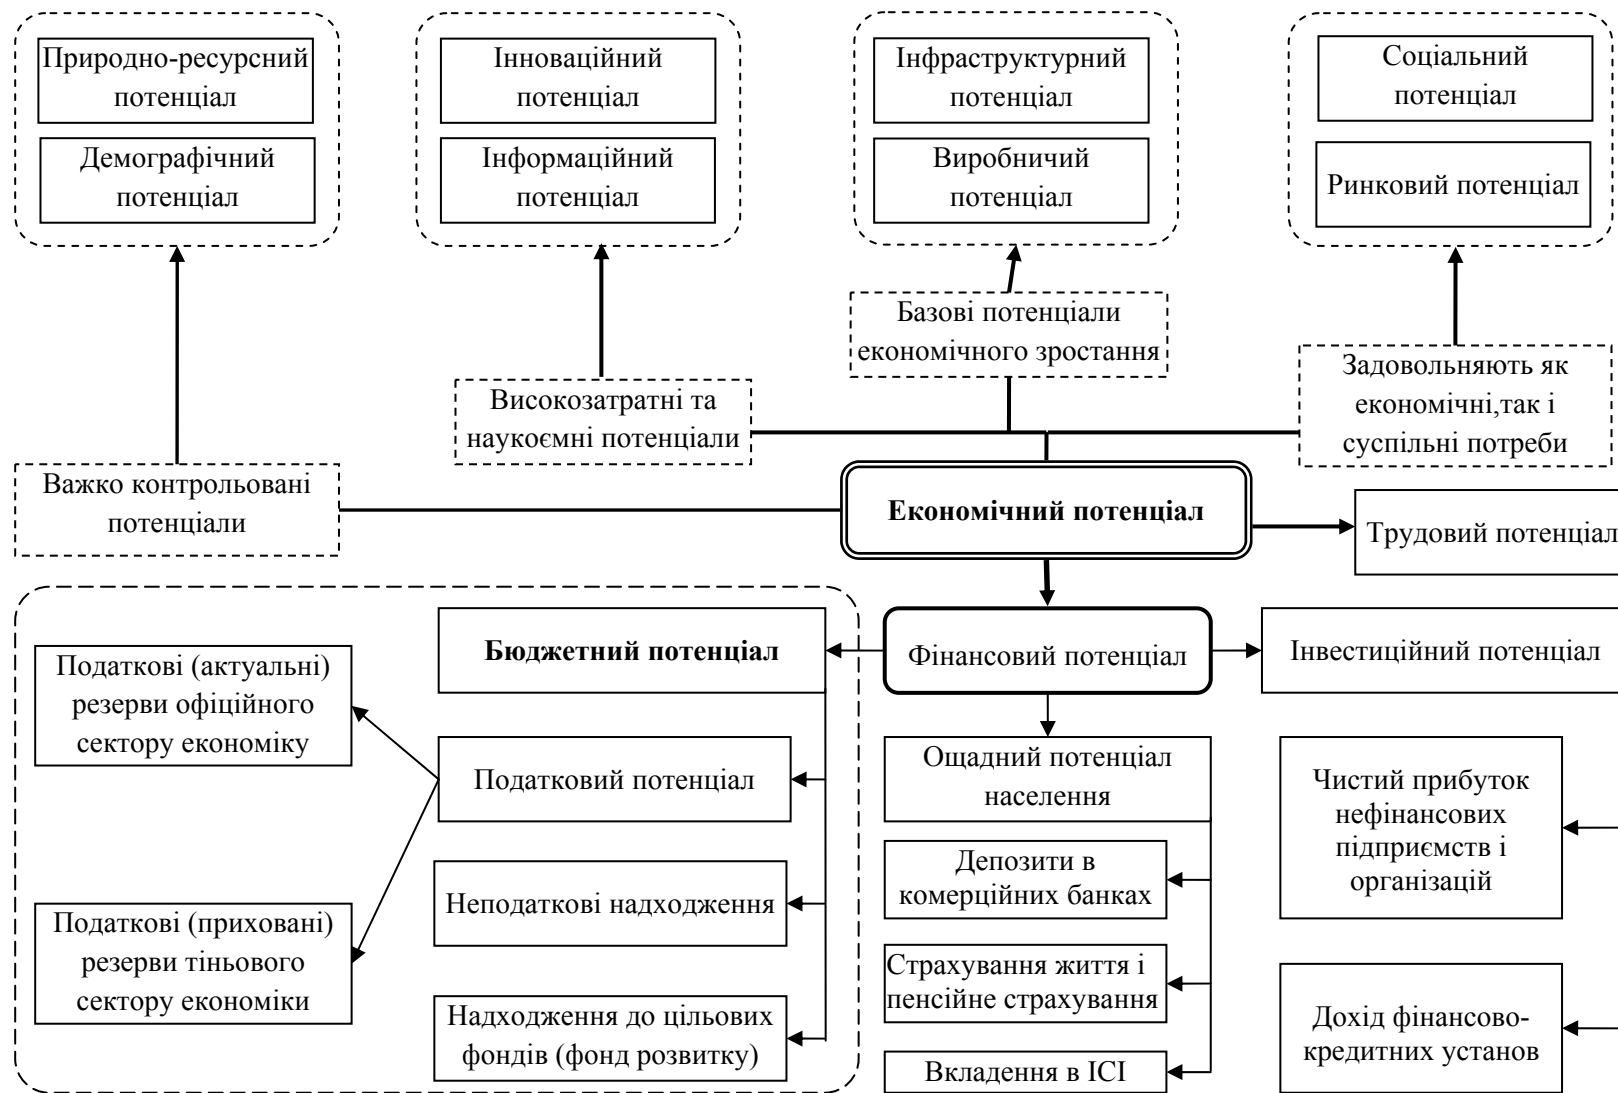 Природно-ресурсний
потенціал
Демографічний
потенціал
Інноваційний
потенціал
Інформаційний
потенціал
Інфраструктурний
потенціал
Виробничий
потенціал
Соціальний
потенціал
Ринковий потенціал
Базові потенціали
економічного зростання
Задовольняють як
економічні,так і
суспільні потреби
Високозатратні та
наукоємні потенціали
Важко контрольовані
потенціали
Економічний потенціал
Трудовий потенціал
Бюджетний потенціал
Фінансовий потенціал
Інвестиційний потенціал
Податкові (актуальні)
резерви офіційного
сектору економіку
Податковий потенціал
Ощадний потенціал
населення
Чистий прибуток
нефінансових
підприємств і
організацій
Депозити в
комерційних банках
Неподаткові надходження
Податкові (приховані)
резерви тіньового
сектору економіки
Страхування життя і
пенсійне страхування
Надходження до цільових
фондів (фонд розвитку)
Дохід фінансово-
кредитних установ
Вкладення в ІСІ